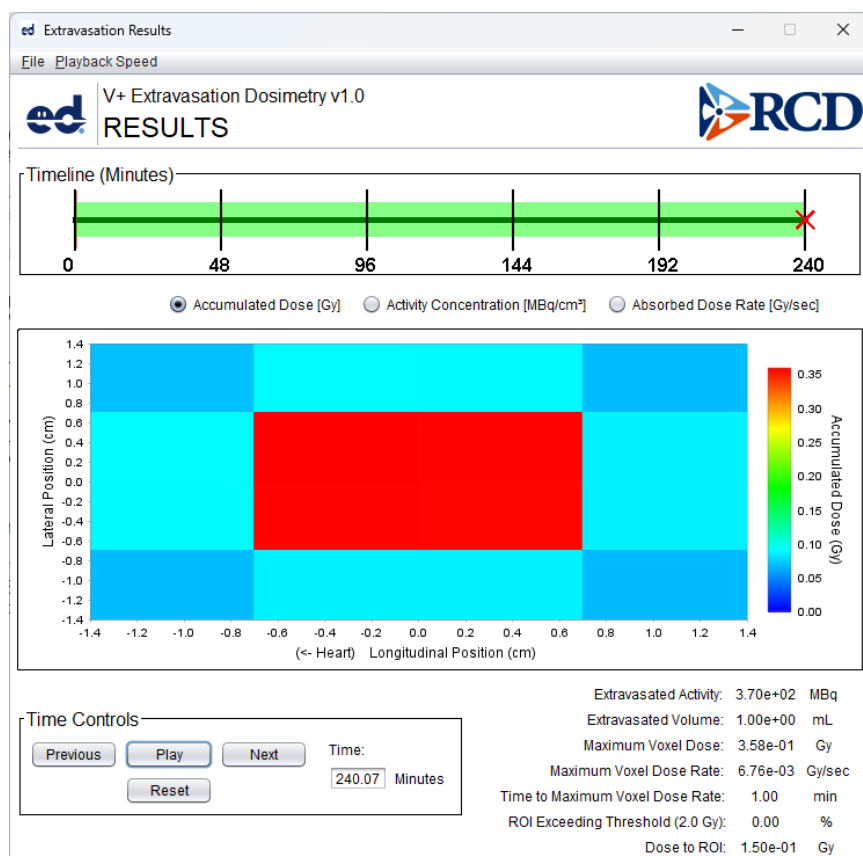 ed Extravasation Results
File Playback Speed
ed.
V+ Extravasation Dosimetry v1.0
RESULTS
RCD
Timeline (Minutes)
0 48 96 144 192 240
Accumulated Dose [Gy] Activity Concentration [MBq/cm³] Absorbed Dose Rate [Gy/sec]
Lateral Position (cm)
1.4
1.2
1.0
0.8
0.6
0.4
0.2
0.0
-0.2
-0.4
-0.6
-0.8
-1.0
-1.2
-1.4
-1.4 -1.2 -1.0 -0.8 -0.6 -0.4 -0.2 0.0 0.2 0.4 0.6 0.8 1.0 1.2 1.4
(<- Heart) Longitudinal Position (cm)
0.35
0.30
0.25
0.20
0.15
0.10
0.05
0.00
Accumulated Dose (Gy)
Time Controls
Previous Play Next
Reset
Time:
240.07 Minutes
Extravasated Activity: 3.70e+02 MBq
Extravasated Volume: 1.00e+00 mL
Maximum Voxel Dose: 3.58e-01 Gy
Maximum Voxel Dose Rate: 6.76e-03 Gy/sec
Time to Maximum Voxel Dose Rate: 1.00 min
ROI Exceeding Threshold (2.0 Gy): 0.00 %
Dose to ROI: 1.50e-01 Gy